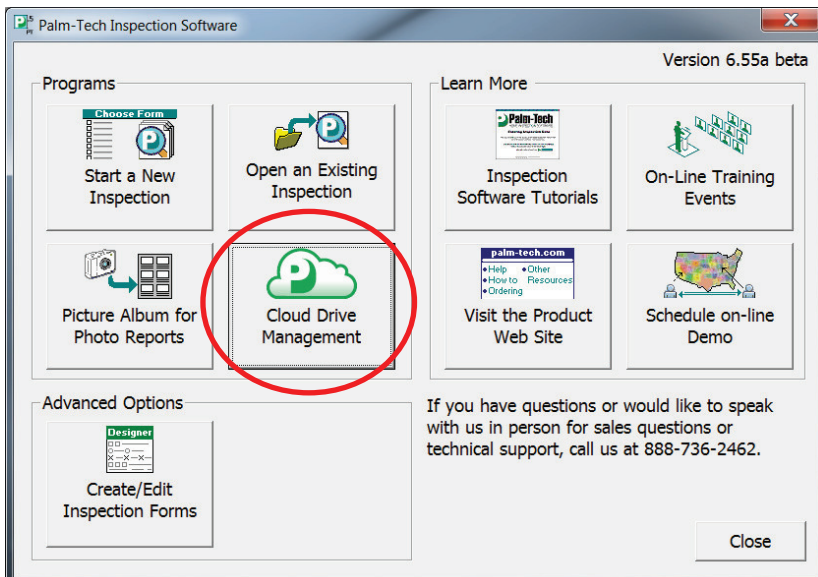 Palm-Tech Inspection Software
Version 6.55a beta
Programs
Choose Form
Start a New
Inspection
Open an Existing
Inspection
Picture Album for
Photo Reports
P
Cloud Drive
Management
Learn More
Palm-Tech
Inspection
Software Tutorials
On-Line Training
Events
palm-tech.com
•Help •Other
•How to Resources
•Ordering
Visit the Product
Web Site
Schedule on-line
Demo
Advanced Options
Designer
Create/Edit
Inspection Forms
If you have questions or would like to speak
with us in person for sales questions or
technical support, call us at 888-736-2462.
Close